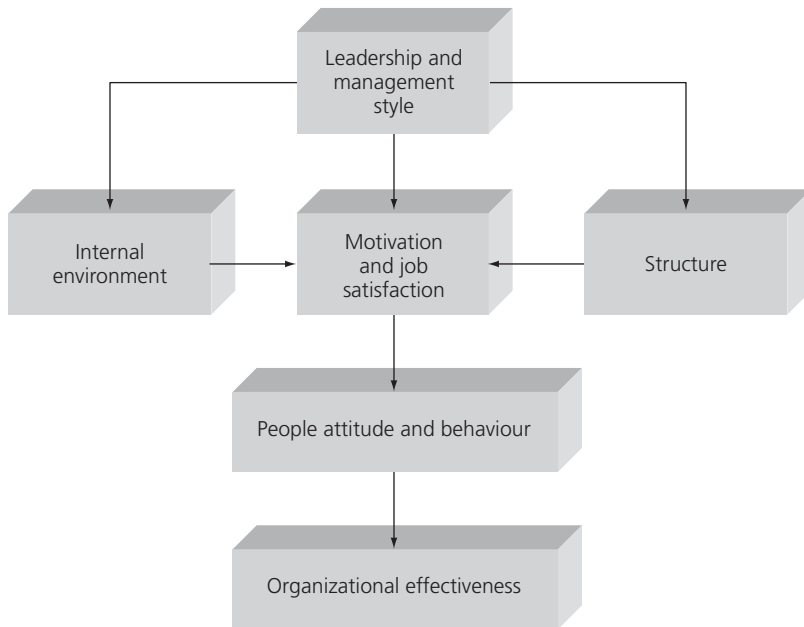 Leadership and
management
style
Internal
environment
Motivation
and job
satisfaction
Structure
People attitude and behaviour
Organizational effectiveness